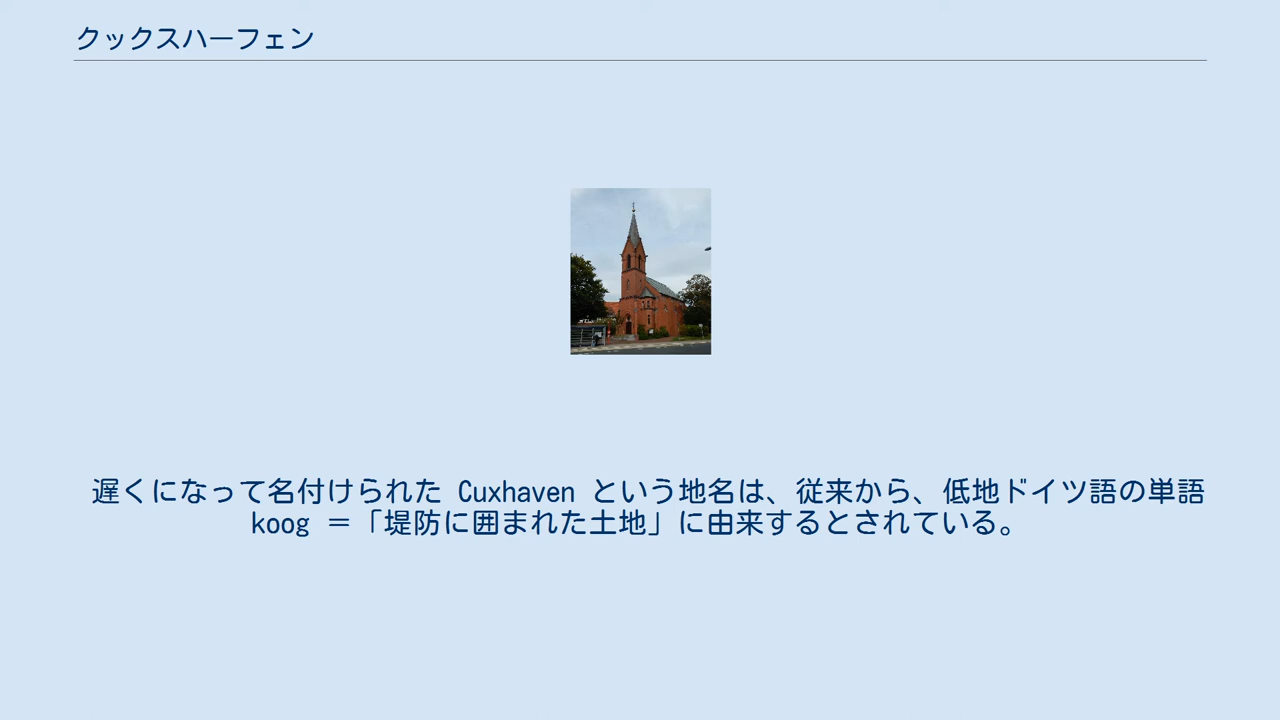 クックスハーフェン
遅くになって名付けられた Cuxhaven という地名は、従来から、低地ドイツ語の単語
koog ＝「堤防に囲まれた土地」に由来するとされている。